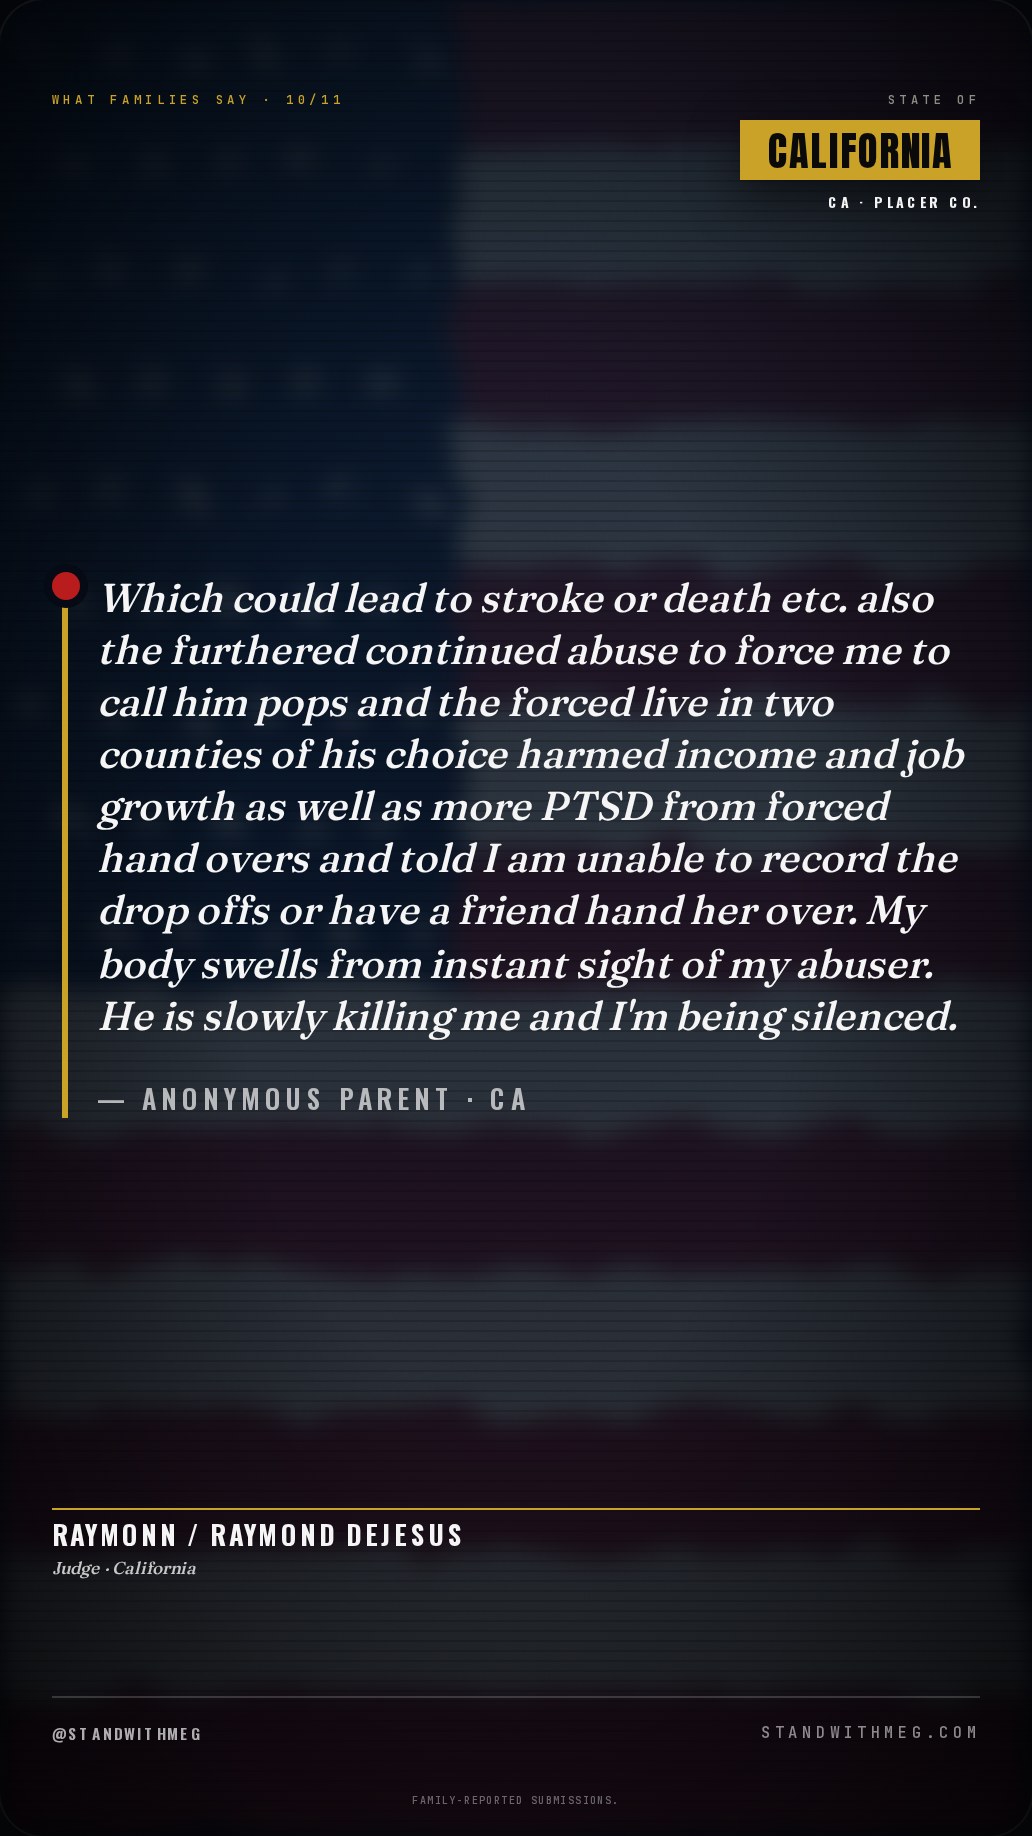 WHAT FAMILIES SAY · 10/11
STATE OF
CALIFORNIA
CA · PLACER CO.
Which could lead to stroke or death etc. also
the furthered continued abuse to force me to
call him pops and the forced live in two
counties of his choice harmed income and job
growth as well as more PTSD from forced
hand overs and told I am unable to record the
drop offs or have a friend hand her over. My
body swells from instant sight of my abuser.
He is slowly killing me and I'm being silenced.
— ANONYMOUS PARENT · CA
RAYMONN / RAYMOND DEJESUS
Judge · California
@STANDWITHMEG
STANDWITHMEG.COM
FAMILY-REPORTED SUBMISSIONS.